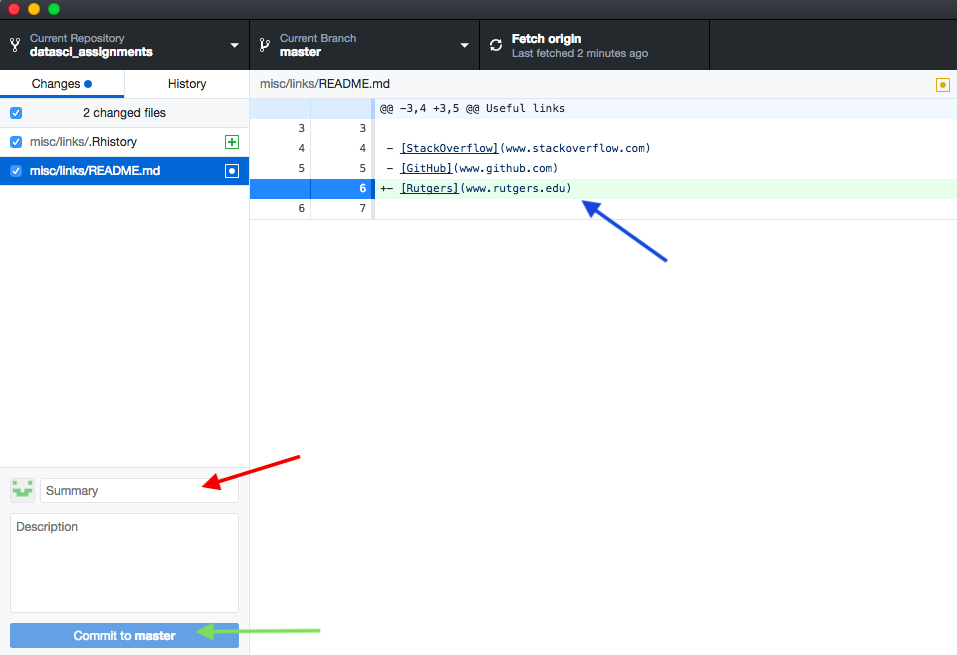 Current Repository
datasci_assignments
Current Branch
master
Fetch origin
Last fetched 2 minutes ago
Changes
History
2 changed files
misc/links/.Rhistory
misc/links/README.md
misc/links/README.md
@@ -3,4 +3,5 @@ Useful links
3 3
4 4 - [StackOverflow](www.stackoverflow.com)
5 5 - [GitHub](www.github.com)
6 +- [Rutgers](www.rutgers.edu)
6 7
Summary
Description
Commit to master